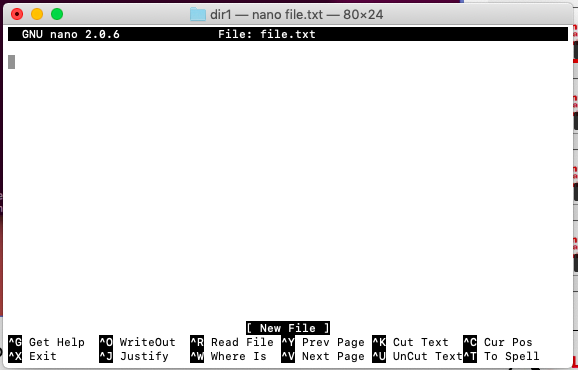 dir1 — nano file.txt — 80×24
GNU nano 2.0.6 File: file.txt
[ New File ]
^G Get Help ^O WriteOut ^R Read File ^Y Prev Page ^K Cut Text ^C Cur Pos
^X Exit ^J Justify ^W Where Is ^V Next Page ^U UnCut Text ^T To Spell